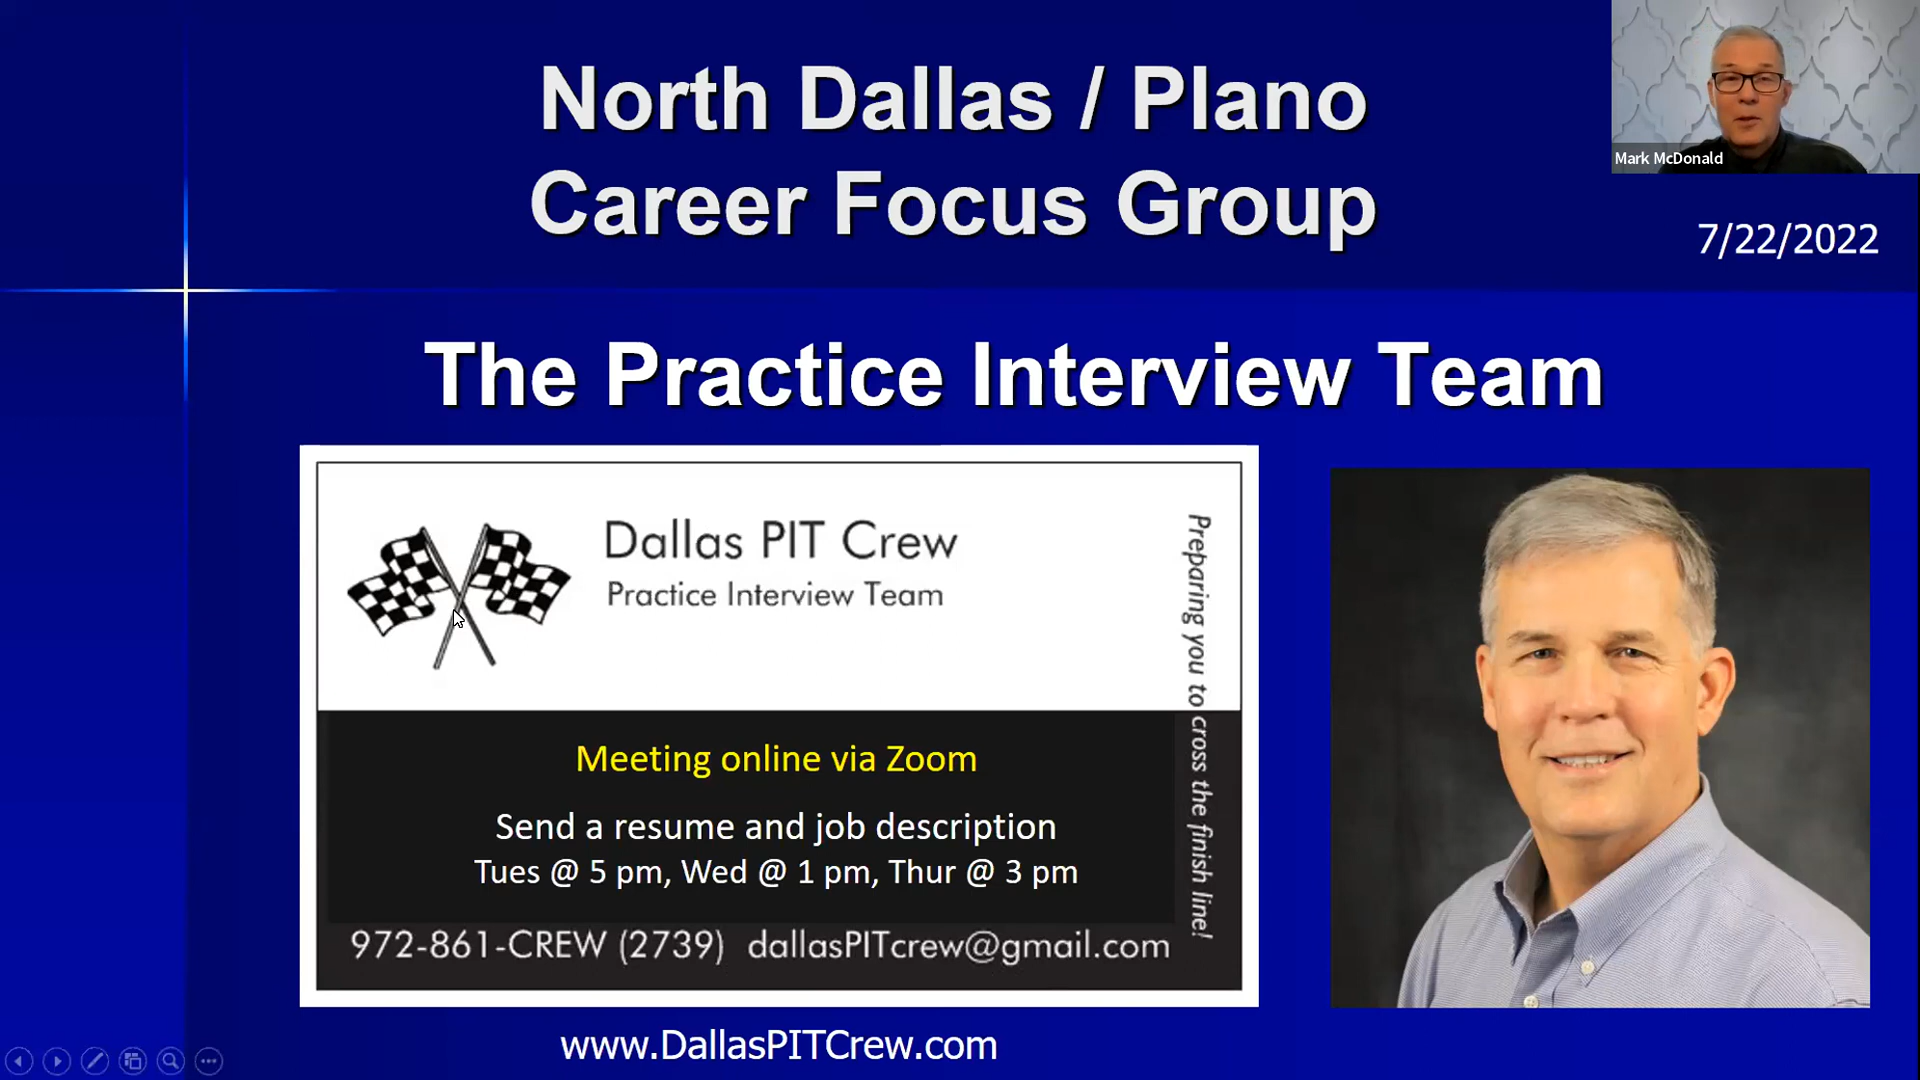 North Dallas / Plano
Career Focus Group
Mark McDonald
7/22/2022
The Practice Interview Team
Dallas PIT Crew
Practice Interview Team
Preparing you to cross the finish line!
Meeting online via Zoom
Send a resume and job description
Tues @ 5 pm, Wed @ 1 pm, Thur @ 3 pm
972-861-CREW (2739) dallasPITcrew@gmail.com
www.DallasPITCrew.com